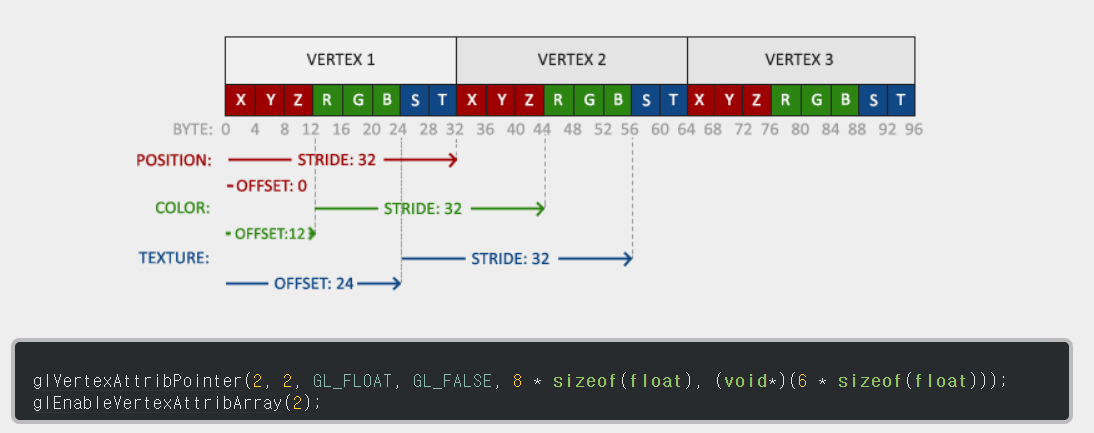 VERTEX 1 VERTEX 2 VERTEX 3
X Y Z R G B S T X Y Z R G B S T X Y Z R G B S T
BYTE: 0 4 8 12 16 20 24 28 32 36 40 44 48 52 56 60 64 68 72 76 80 84 88 92 96
POSITION: STRIDE: 32
OFFSET: 0
COLOR: STRIDE: 32
OFFSET:12
TEXTURE: STRIDE: 32
OFFSET: 24
glVertexAttribPointer(2, 2, GL_FLOAT, GL_FALSE, 8 * sizeof(float), (void*)(6 * sizeof(float)));
glEnableVertexAttribArray(2);